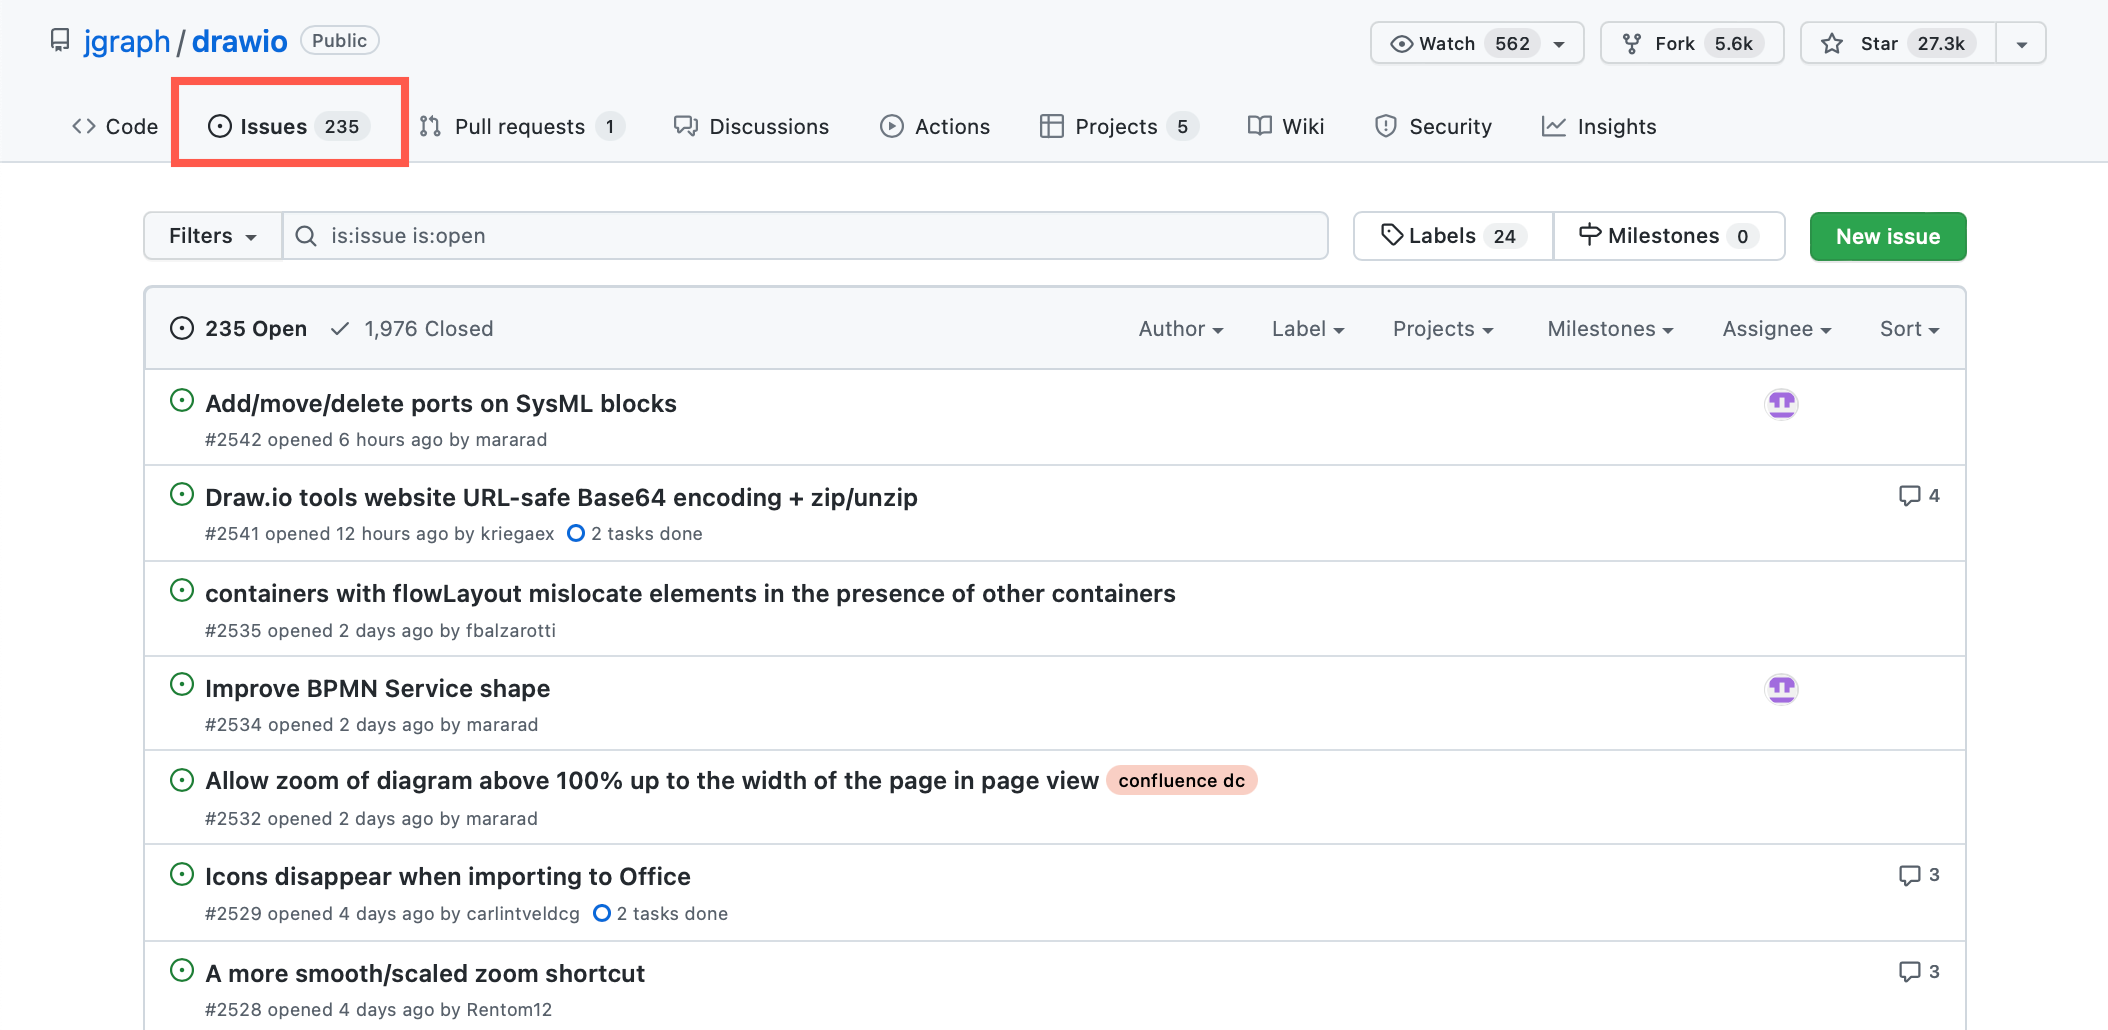 jgraph / drawio Public Watch 562 Fork 5.6k Star 27.3k
Code Issues 235 Pull requests 1 Discussions Actions Projects 5 Wiki Security Insights
Filters is:issue is:open Labels 24 Milestones 0 New issue
235 Open 1,976 Closed Author Label Projects Milestones Assignee Sort
Add/move/delete ports on SysML blocks
#2542 opened 6 hours ago by mararad
Draw.io tools website URL-safe Base64 encoding + zip/unzip 4
#2541 opened 12 hours ago by kriegaex 2 tasks done
containers with flowLayout mislocate elements in the presence of other containers
#2535 opened 2 days ago by fbalzarotti
Improve BPMN Service shape
#2534 opened 2 days ago by mararad
Allow zoom of diagram above 100% up to the width of the page in page view confluence dc
#2532 opened 2 days ago by mararad
Icons disappear when importing to Office 3
#2529 opened 4 days ago by carlintveldcg 2 tasks done
A more smooth/scaled zoom shortcut 3
#2528 opened 4 days ago by Rentom12